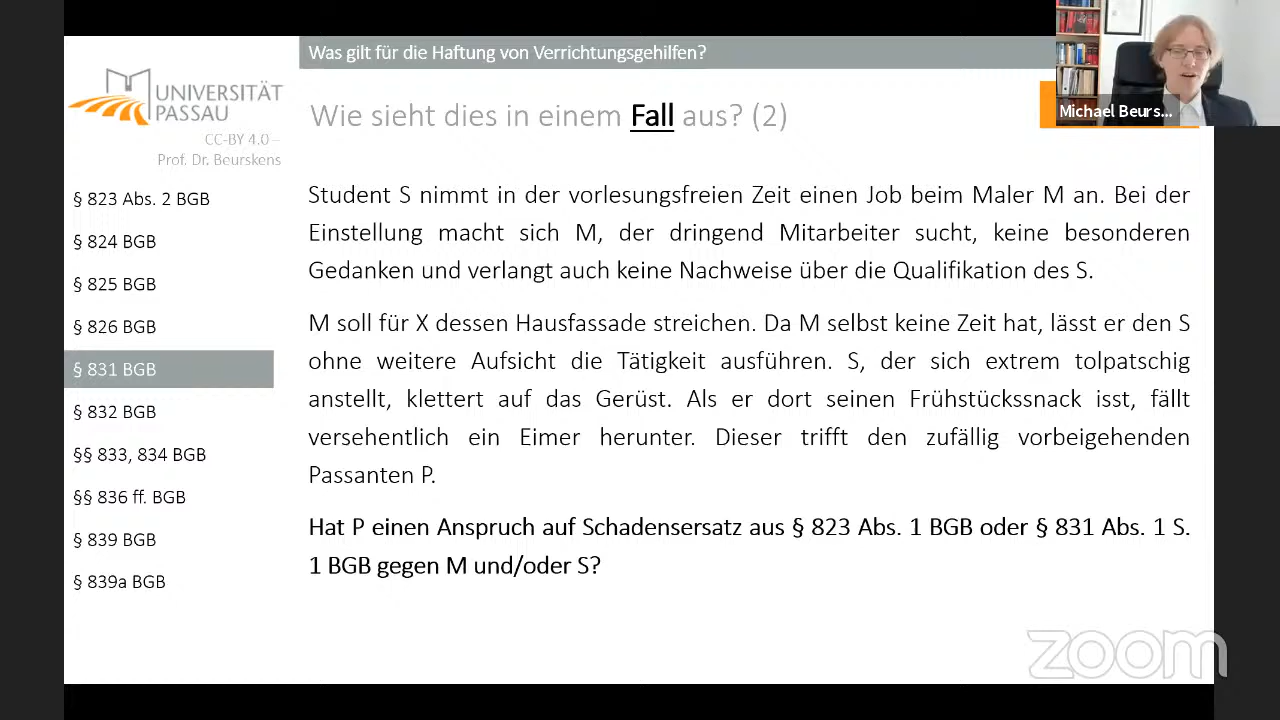 Was gilt für die Haftung von Verrichtungsgehilfen?
UNIVERSITÄT
PASSAU
CC-BY 4.0 –
Prof. Dr. Beurskens
Wie sieht dies in einem Fall aus? (2)
Michael Beurs...
§ 823 Abs. 2 BGB
§ 824 BGB
§ 825 BGB
§ 826 BGB
§ 831 BGB
§ 832 BGB
§§ 833, 834 BGB
§§ 836 ff. BGB
§ 839 BGB
§ 839a BGB
Student S nimmt in der vorlesungsfreien Zeit einen Job beim Maler M an. Bei der
Einstellung macht sich M, der dringend Mitarbeiter sucht, keine besonderen
Gedanken und verlangt auch keine Nachweise über die Qualifikation des S.
M soll für X dessen Hausfassade streichen. Da M selbst keine Zeit hat, lässt er den S
ohne weitere Aufsicht die Tätigkeit ausführen. S, der sich extrem tolpatschig
anstellt, klettert auf das Gerüst. Als er dort seinen Frühstückssnack isst, fällt
versehentlich ein Eimer herunter. Dieser trifft den zufällig vorbeigehenden
Passanten P.
Hat P einen Anspruch auf Schadensersatz aus § 823 Abs. 1 BGB oder § 831 Abs. 1 S.
1 BGB gegen M und/oder S?
zoom